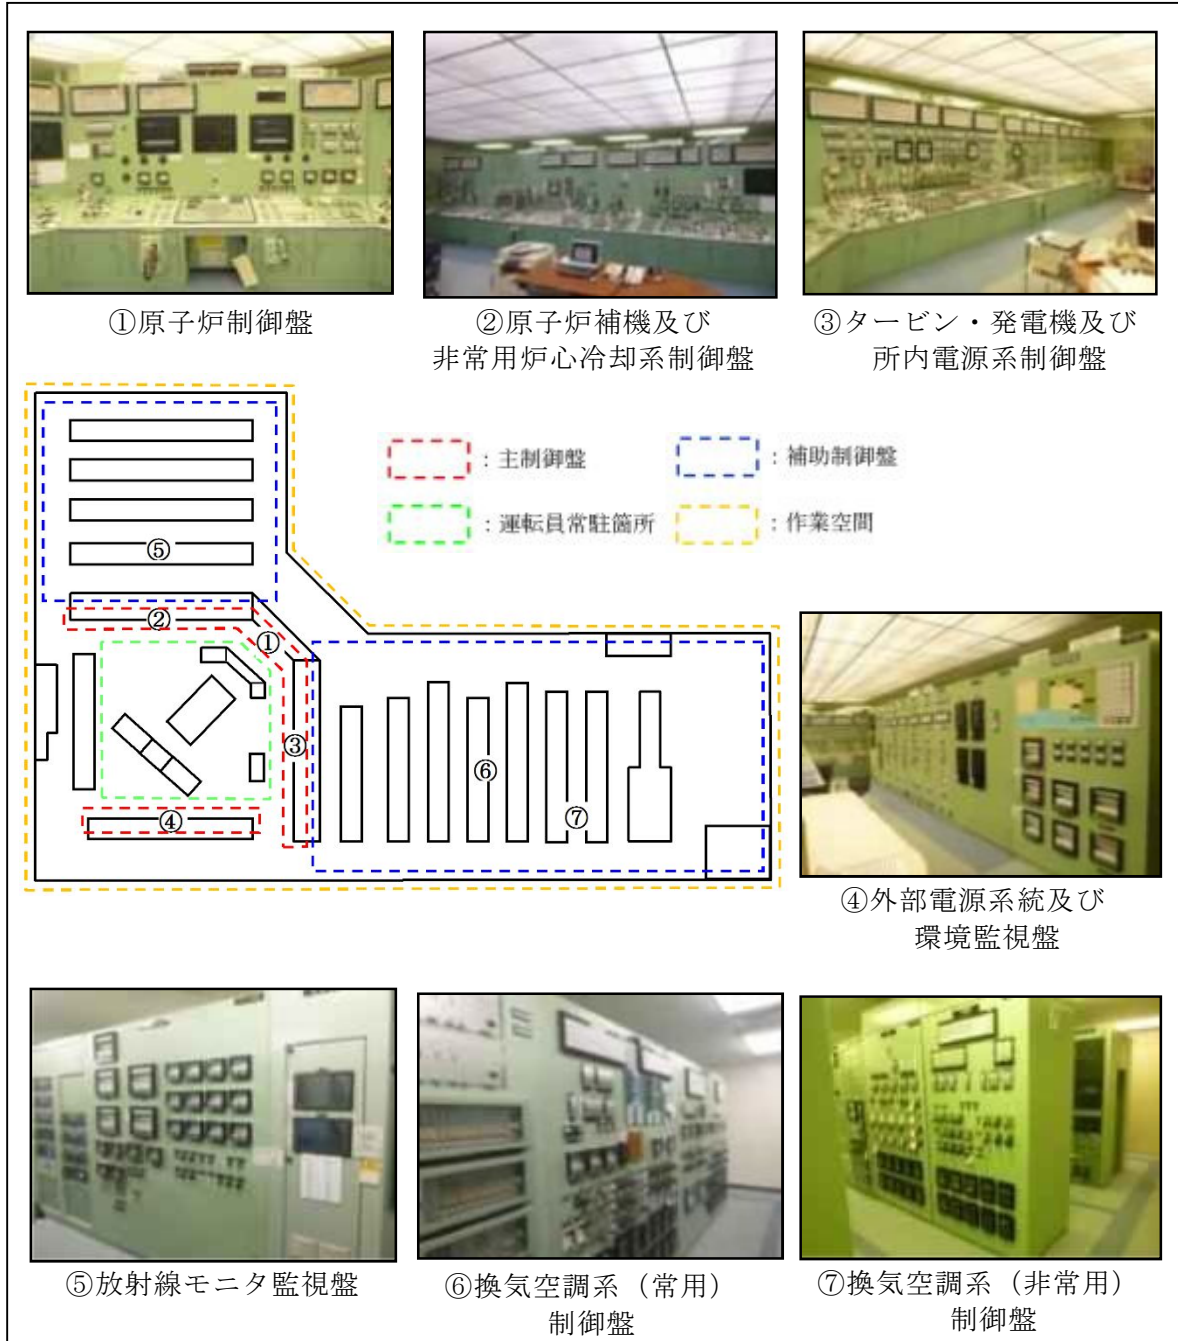 ①原子炉制御盤
②原子炉補機及び
非常用炉心冷却系制御盤
③タービン・発電機及び
所内電源系制御盤
：主制御盤
：補助制御盤
：運転員常駐箇所
：作業空間
⑤
②
①
③
④
⑥
⑦
④外部電源系統及び
環境監視盤
⑤放射線モニタ監視盤
⑥換気空調系（常用）
制御盤
⑦換気空調系（非常用）
制御盤